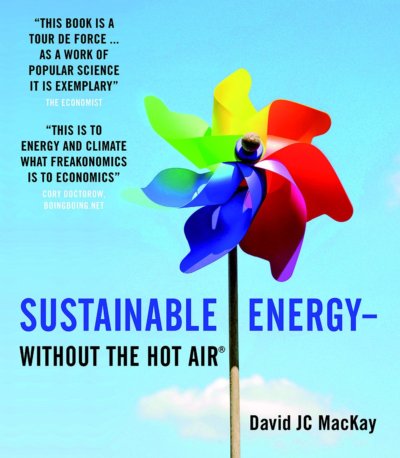 “THIS BOOK IS A
TOUR DE FORCE ...
AS A WORK OF
POPULAR SCIENCE
IT IS EXEMPLARY”
THE ECONOMIST
“THIS IS TO
ENERGY AND CLIMATE
WHAT FREAKONOMICS
IS TO ECONOMICS”
CORY DOCTOROW,
BOINGBOING.NET
SUSTAINABLE ENERGY–
WITHOUT THE HOT AIR®
David JC MacKay